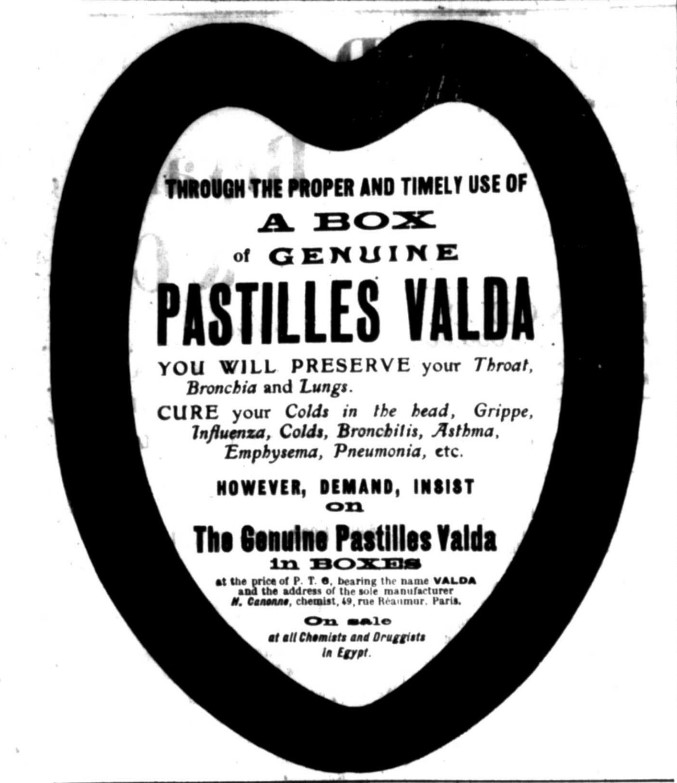 THROUGH THE PROPER AND TIMELY USE OF
A BOX
of GENUINE
PASTILLES VALDA
YOU WILL PRESERVE your Throat,
Bronchia and Lungs.
CURE your Colds in the head, Grippe,
Influenza, Colds, Bronchitis, Asthma,
Emphysema, Pneumonia, etc.
HOWEVER, DEMAND, INSIST
on
The Genuine Pastilles Valda
in BOXES
at the price of P. T. 6, bearing the name VALDA
and the address of the sole manufacturer
H. Canonne, chemist, 49, rue Réaumur, Paris.
On sale
at all Chemists and Druggists
in Egypt.